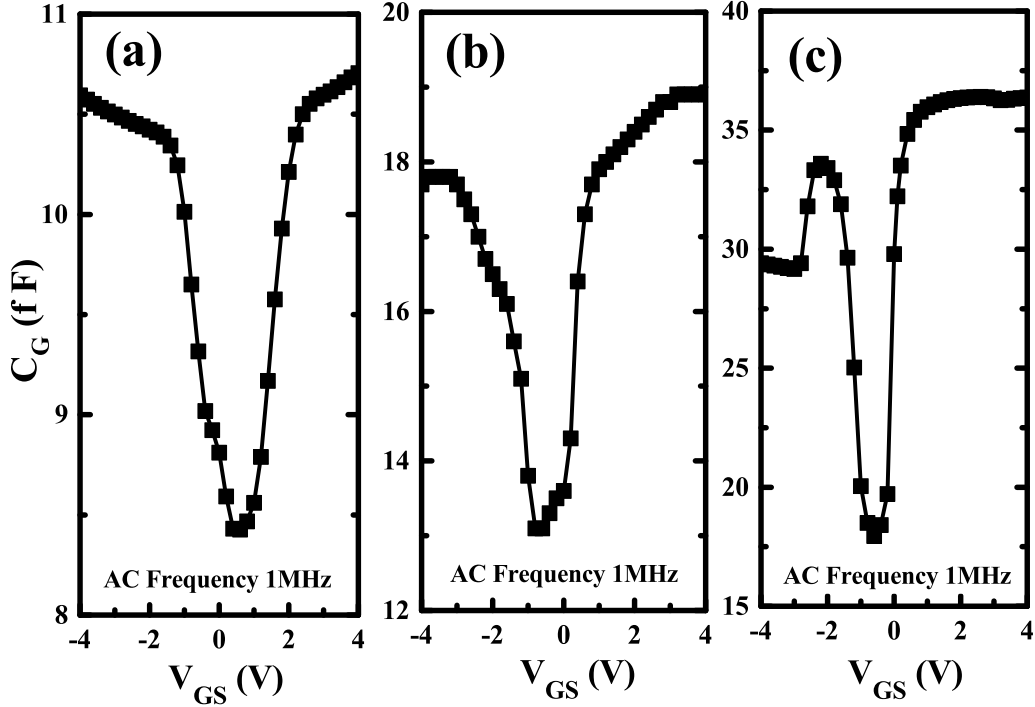 (a)
11
10
9
8
C_G (f F)
AC Frequency 1MHz
-4 -2 0 2 4
V_GS (V)
(b)
20
18
16
14
12
AC Frequency 1MHz
-4 -2 0 2 4
V_GS (V)
(c)
40
35
30
25
20
15
AC Frequency 1MHz
-4 -2 0 2 4
V_GS (V)